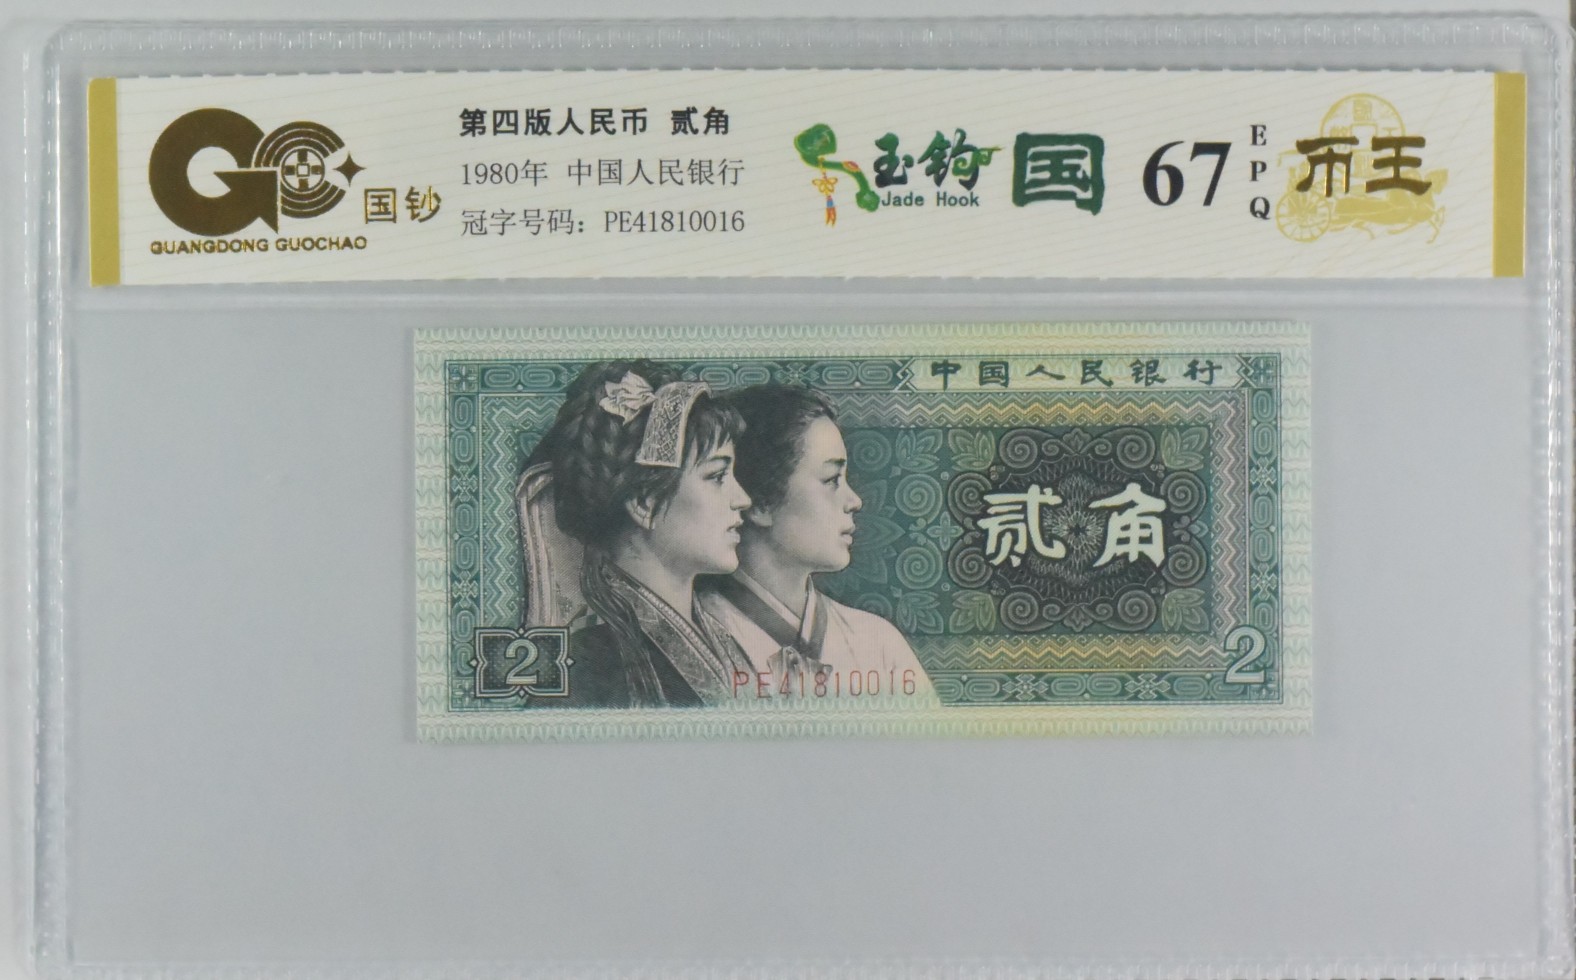 GC
国钞
GUANGDONG GUOCHAO
第四版人民币 贰角
1980年 中国人民银行
冠字号码：PE41810016
玉钩
Jade Hook
国
67
EPQ
币王
中国人民银行
贰角
2
2
PE41810016